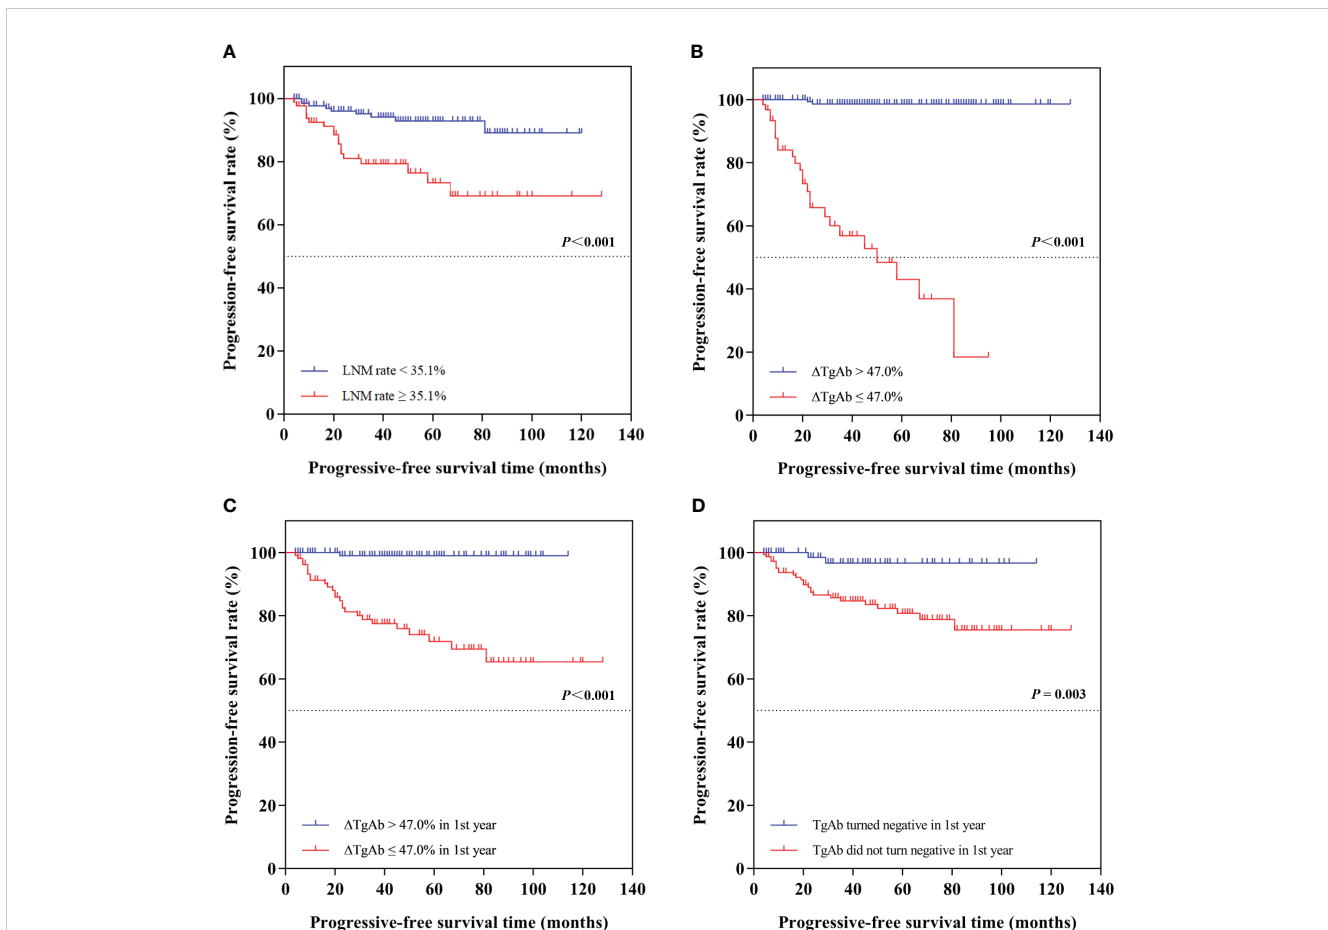 A
Progression-free survival rate (%)
100
80
60
40
20
0
P<0.001
LNM rate < 35.1%
LNM rate ≥ 35.1%
0 20 40 60 80 100 120 140
Progressive-free survival time (months)
B
Progression-free survival rate (%)
100
80
60
40
20
0
P<0.001
ΔTgAb > 47.0%
ΔTgAb ≤ 47.0%
0 20 40 60 80 100 120 140
Progressive-free survival time (months)
C
Progression-free survival rate (%)
100
80
60
40
20
0
P<0.001
ΔTgAb > 47.0% in 1st year
ΔTgAb ≤ 47.0% in 1st year
0 20 40 60 80 100 120 140
Progressive-free survival time (months)
D
Progression-free survival rate (%)
100
80
60
40
20
0
P = 0.003
TgAb turned negative in 1st year
TgAb did not turn negative in 1st year
0 20 40 60 80 100 120 140
Progressive-free survival time (months)